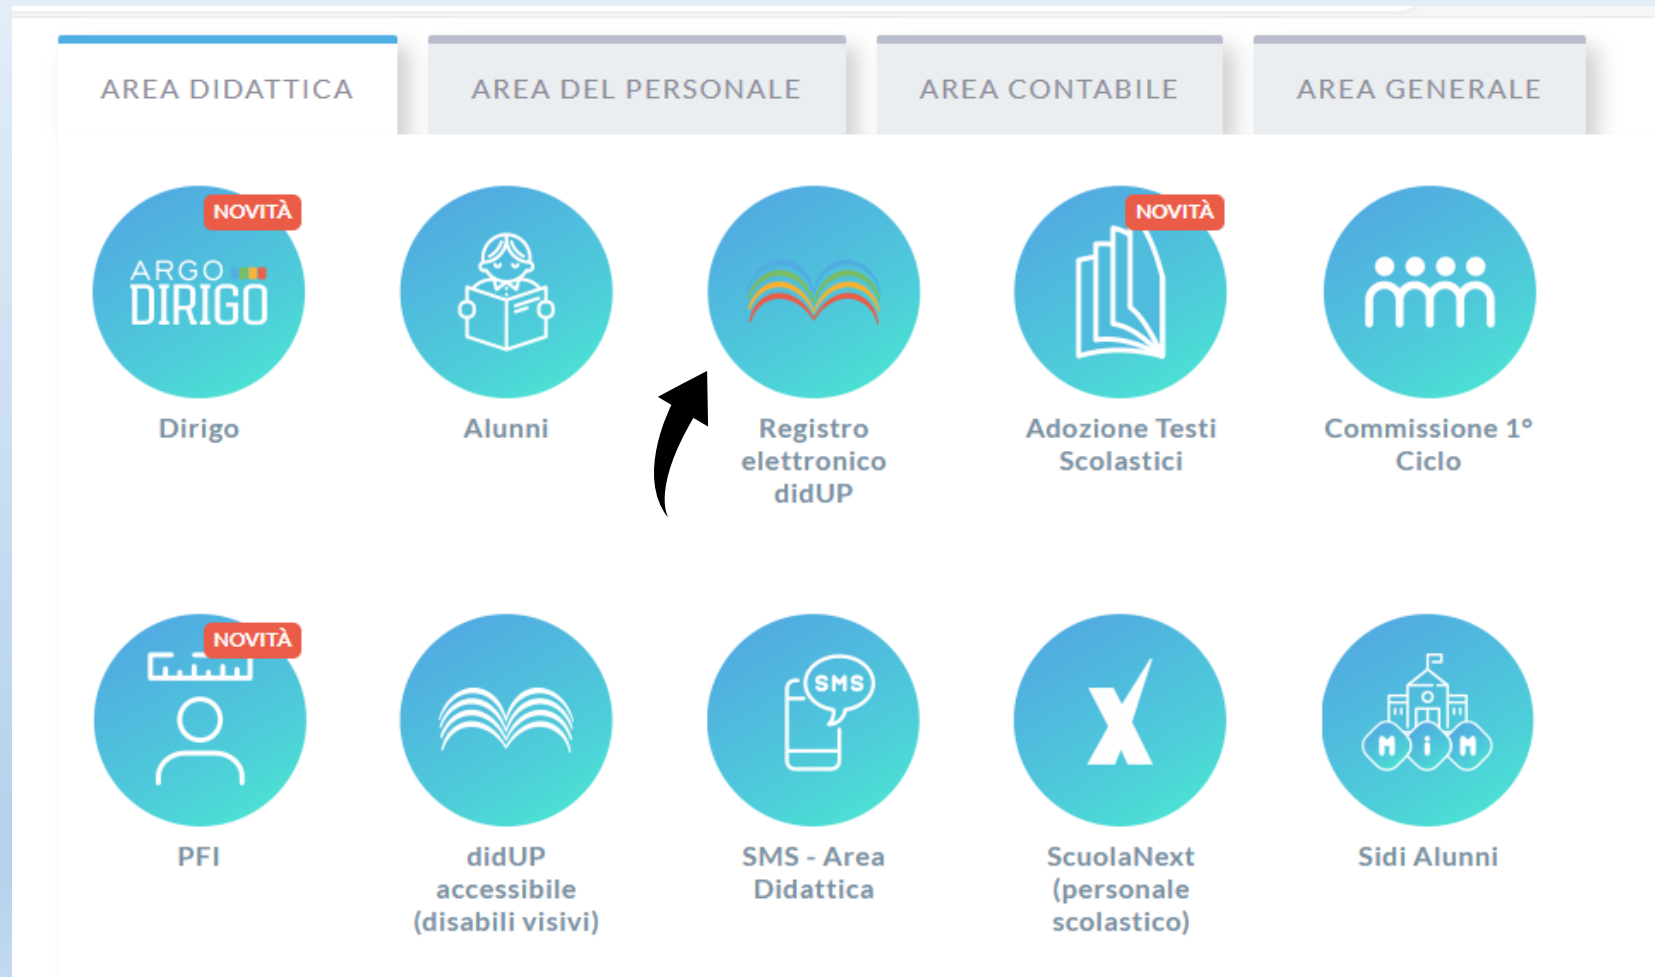 AREA DIDATTICA
AREA DEL PERSONALE
AREA CONTABILE
AREA GENERALE
NOVITÀ
ARGO
DIRIGO
Dirigo
Alunni
Registro
elettronico
didUP
NOVITÀ
Adozione Testi
Scolastici
Commissione 1°
Ciclo
NOVITÀ
PFI
didUP
accessibile
(disabili visivi)
SMS
SMS - Area
Didattica
ScuolaNext
(personale
scolastico)
MiM
Sidi Alunni